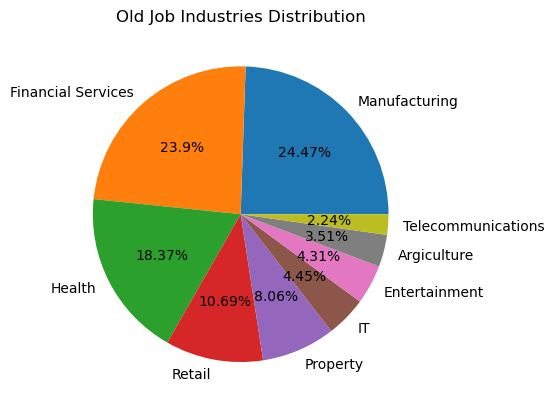 Old Job Industries Distribution
Manufacturing
24.47%
Financial Services
23.9%
Health
18.37%
Retail
10.69%
Property
8.06%
IT
4.45%
Entertainment
4.31%
Argiculture
3.51%
Telecommunications
2.24%